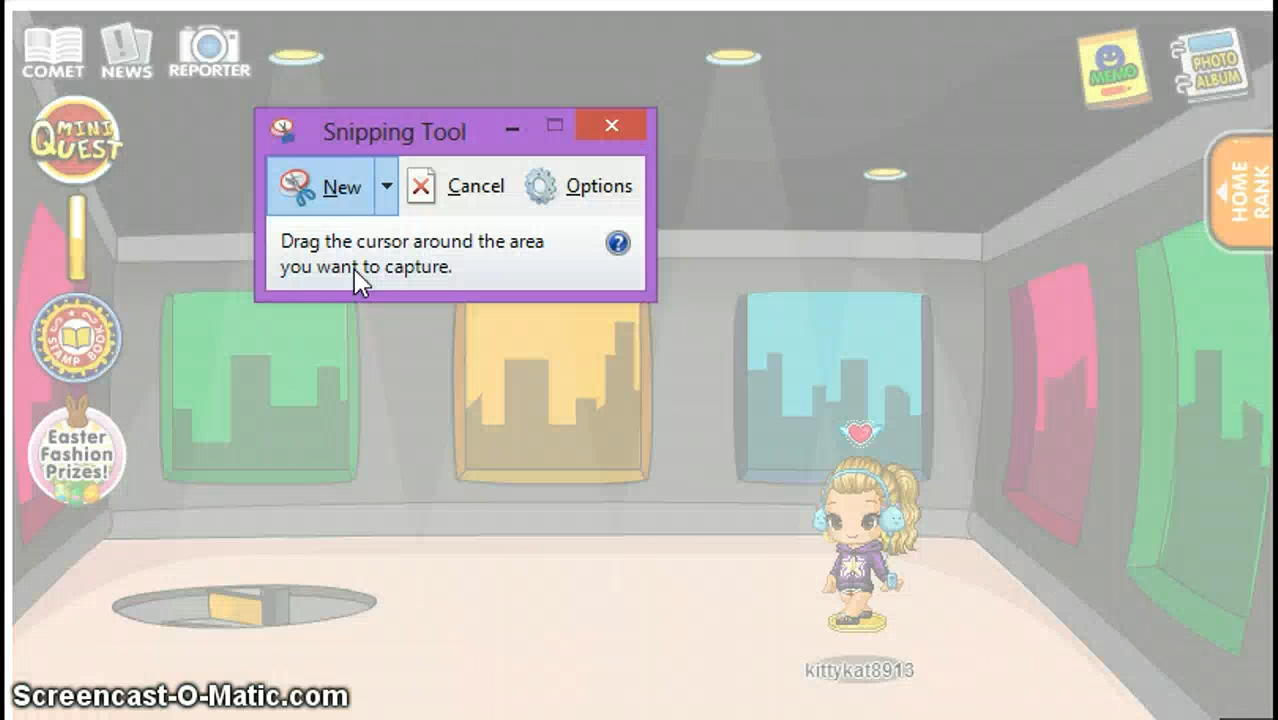 COMET
NEWS
REPORTER
MEMO
PHOTO
ALBUM
MINI
QUEST
Snipping Tool
New
Cancel
Options
Drag the cursor around the area
you want to capture.
HOME
RANK
STAMP BOOK
Easter
Fashion
Prizes!
kittykat8913
Screencast-O-Matic.com